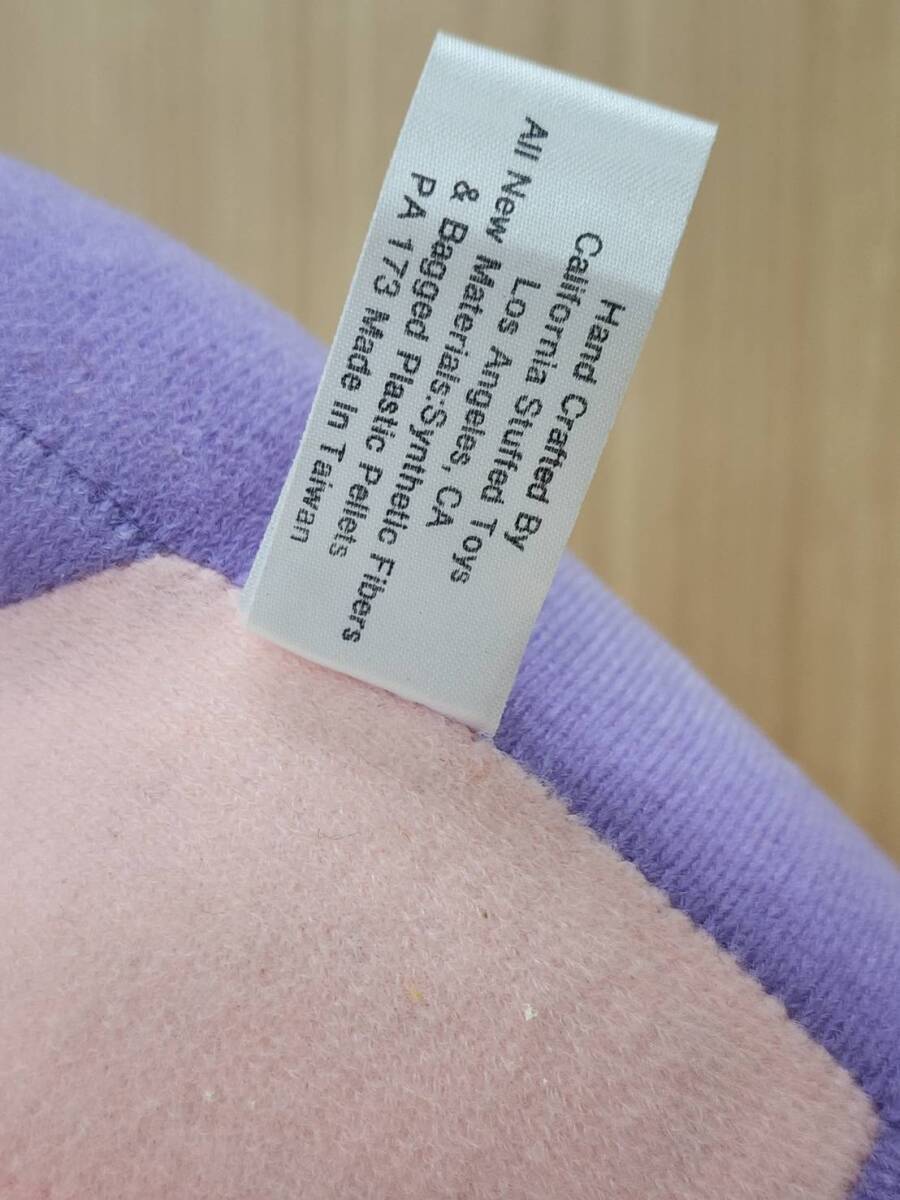 Hand Crafted By
California Stuffed Toys
Los Angeles, CA
All New Materials:Synthetic Fibers
& Bagged Plastic Pellets
PA 173 Made In Taiwan